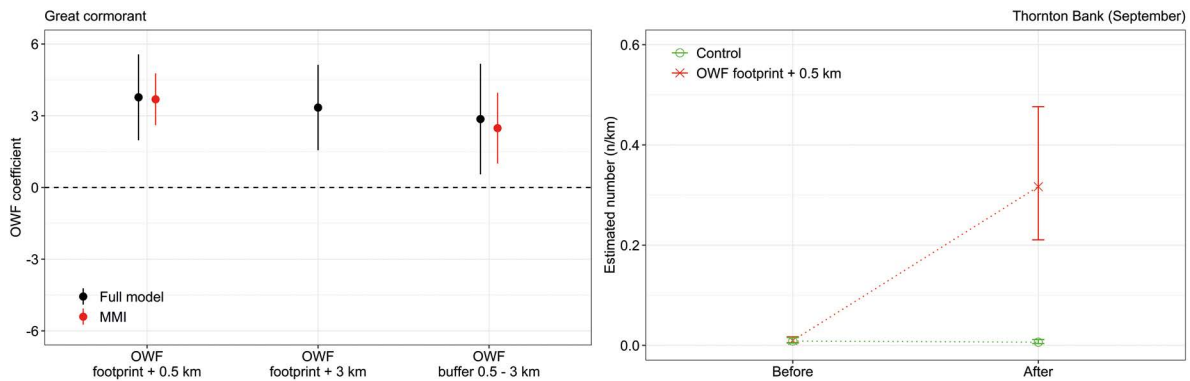 Great cormorant
OWF coefficient
6
3
0
-3
-6
Full model
MMI
OWF
footprint + 0.5 km
OWF
footprint + 3 km
OWF
buffer 0.5 - 3 km
Thornton Bank (September)
Estimated number (n/km)
0.6
0.4
0.2
0.0
Control
OWF footprint + 0.5 km
Before
After